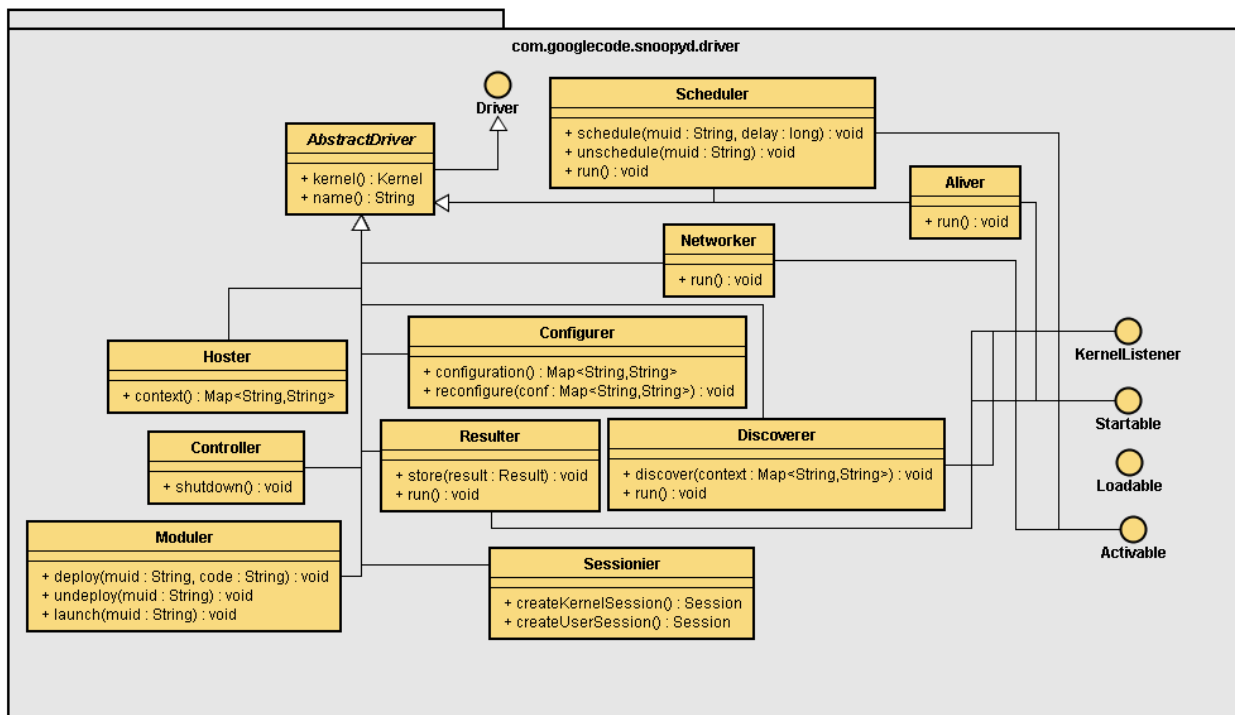 com.googlecode.snoopyd.driver
Driver
Scheduler
+ schedule(muid : String, delay : long) : void
+ unschedule(muid : String) : void
+ run() : void
AbstractDriver
+ kernel() : Kernel
+ name() : String
Aliver
+ run() : void
Networker
+ run() : void
Hoster
+ context() : Map<String,String>
Configurer
+ configuration() : Map<String,String>
+ reconfigure(conf : Map<String,String>) : void
KernelListener
Controller
+ shutdown() : void
Resulter
+ store(result : Result) : void
+ run() : void
Discoverer
+ discover(context : Map<String,String>) : void
+ run() : void
Startable
Loadable
Activable
Moduler
+ deploy(muid : String, code : String) : void
+ undeploy(muid : String) : void
+ launch(muid : String) : void
Sessionier
+ createKernelSession() : Session
+ createUserSession() : Session